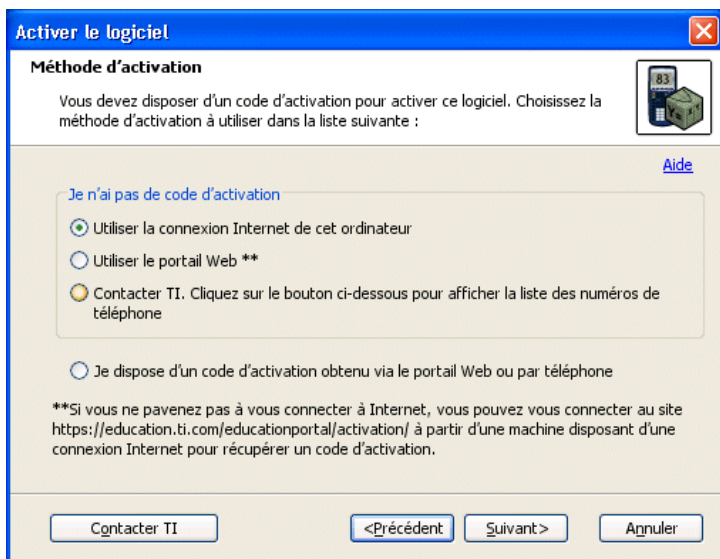 Activer le logiciel
Méthode d'activation
Vous devez disposer d'un code d'activation pour activer ce logiciel. Choisissez la
méthode d'activation à utiliser dans la liste suivante :
83
Aide
Je n'ai pas de code d'activation
Utiliser la connexion Internet de cet ordinateur
Utiliser le portail Web **
Contacter TI. Cliquez sur le bouton ci-dessous pour afficher la liste des numéros de
téléphone
Je dispose d'un code d'activation obtenu via le portail Web ou par téléphone
**Si vous ne pavenez pas à vous connecter à Internet, vous pouvez vous connecter au site
https://education.ti.com/educationportal/activation/ à partir d'une machine disposant d'une
connexion Internet pour récupérer un code d'activation.
Contacter TI
<Précédent
Suivant>
Annuler